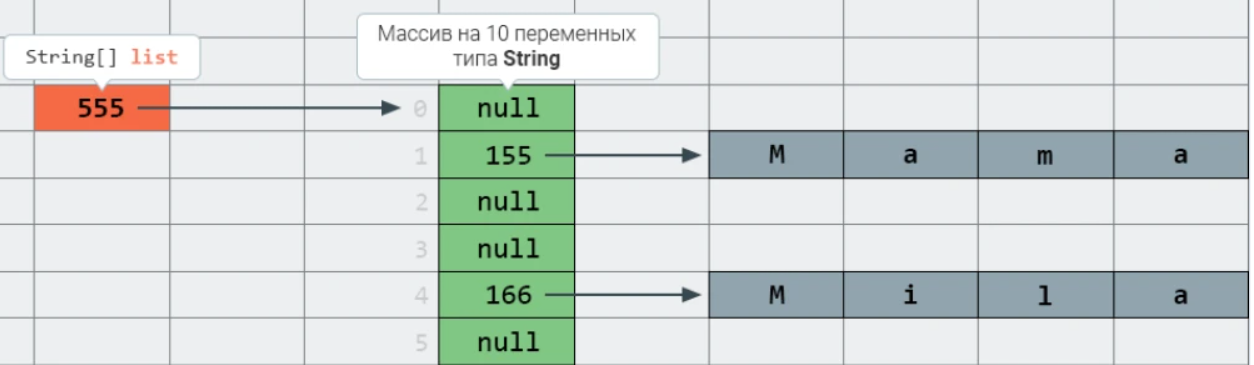 Массив на 10 переменных
типа String
String[] list
555
0 null
1 155 M a m a
2 null
3 null
4 166 M i l a
5 null